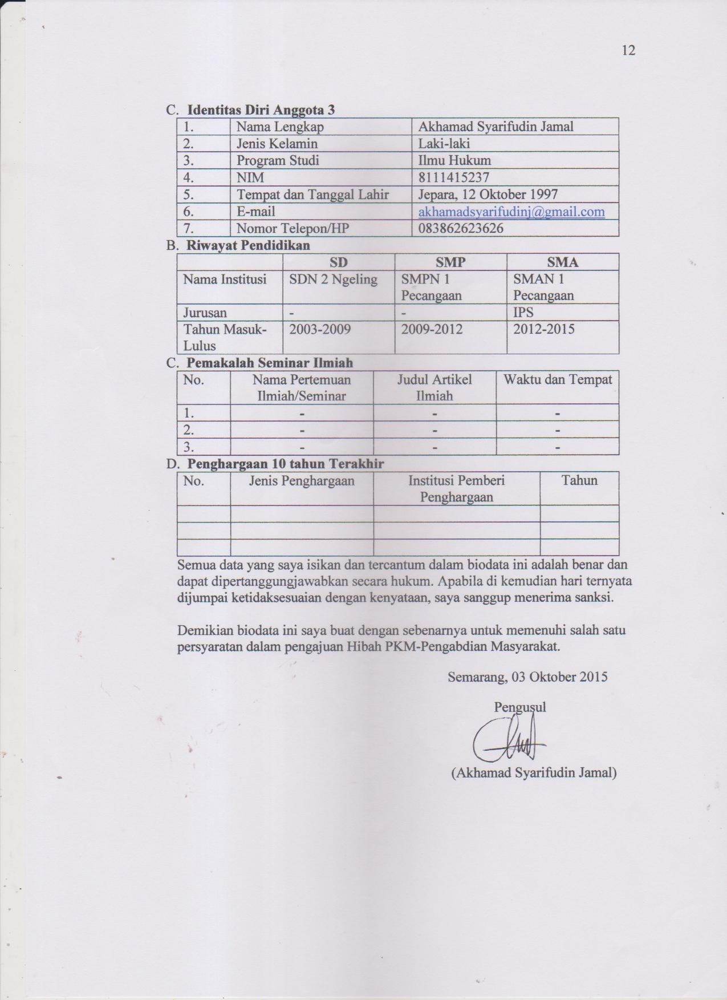 12
C. Identitas Diri Anggota 3
1. Nama Lengkap Akhamad Syarifudin Jamal
2. Jenis Kelamin Laki-laki
3. Program Studi Ilmu Hukum
4. NIM 8111415237
5. Tempat dan Tanggal Lahir Jepara, 12 Oktober 1997
6. E-mail akhamadsyarifudinj@gmail.com
7. Nomor Telepon/HP 083862623626
B. Riwayat Pendidikan
SD SMP SMA
Nama Institusi SDN 2 Ngeling SMPN 1 SMAN 1
Pecangaan Pecangaan
Jurusan - - IPS
Tahun Masuk- 2003-2009 2009-2012 2012-2015
Lulus
C. Pemakalah Seminar Ilmiah
No. Nama Pertemuan Judul Artikel Waktu dan Tempat
Ilmiah/Seminar Ilmiah
1. - - -
2. - - -
3. - - -
D. Penghargaan 10 tahun Terakhir
No. Jenis Penghargaan Institusi Pemberi Tahun
Penghargaan
Semua data yang saya isikan dan tercantum dalam biodata ini adalah benar dan
dapat dipertanggungjawabkan secara hukum. Apabila di kemudian hari ternyata
dijumpai ketidaksesuaian dengan kenyataan, saya sanggup menerima sanksi.
Demikian biodata ini saya buat dengan sebenarnya untuk memenuhi salah satu
persyaratan dalam pengajuan Hibah PKM-Pengabdian Masyarakat.
Semarang, 03 Oktober 2015
Pengusul
(Akhamad Syarifudin Jamal)